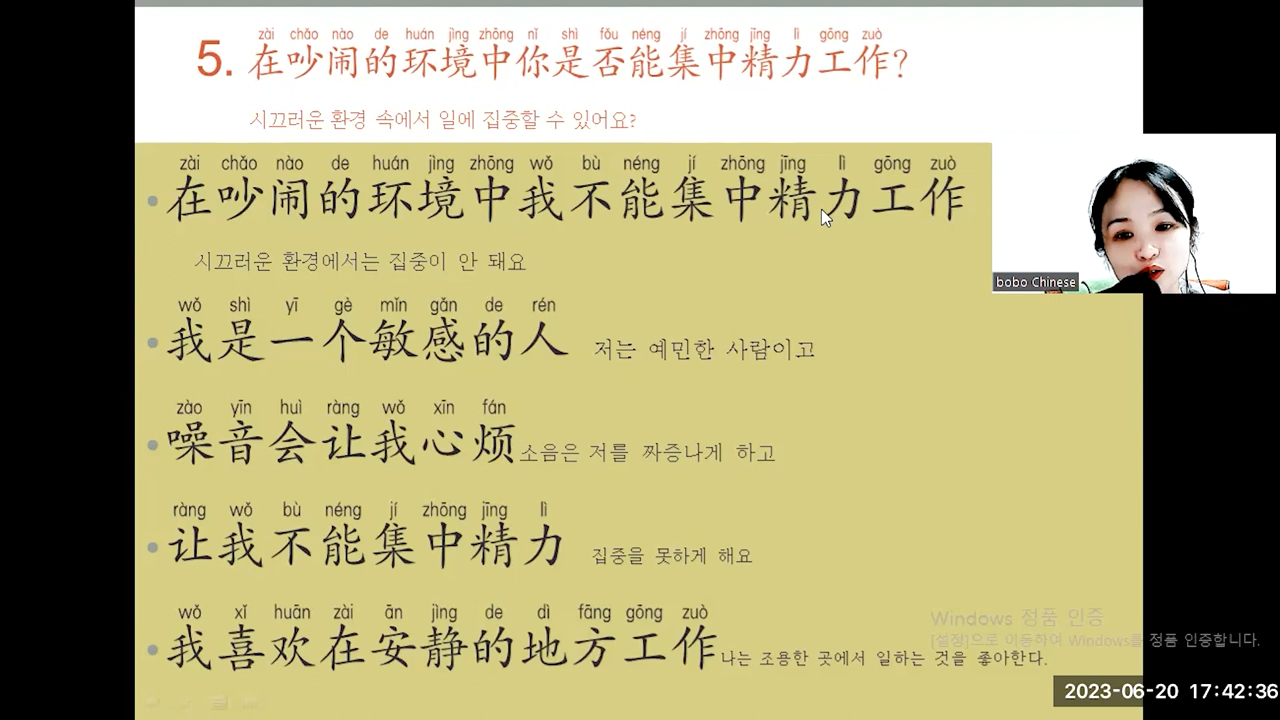 zài chǎo nào de huán jìng zhōng nǐ shì fǒu néng jí zhōng jīng lì gōng zuò
5. 在吵闹的环境中你是否能集中精力工作?
시끄러운 환경 속에서 일에 집중할 수 있어요?
zài chǎo nào de huán jìng zhōng wǒ bù néng jí zhōng jīng lì gōng zuò
• 在吵闹的环境中我不能集中精力工作
시끄러운 환경에서는 집중이 안 돼요
bobo Chinese
wǒ shì yī gè mǐn gǎn de rén
• 我是一个敏感的人 저는 예민한 사람이고
zào yīn huì ràng wǒ xīn fán
• 噪音会让我心烦 소음은 저를 짜증나게 하고
ràng wǒ bù néng jí zhōng jīng lì
• 让我不能集中精力 집중을 못하게 해요
wǒ xǐ huān zài ān jìng de dì fāng gōng zuò
• 我喜欢在安静的地方工作 나는 조용한 곳에서 일하는 것을 좋아한다.
Windows 정품 인증
[설정]으로 이동하여 Windows를 정품 인증합니다.
2023-06-20 17:42:36